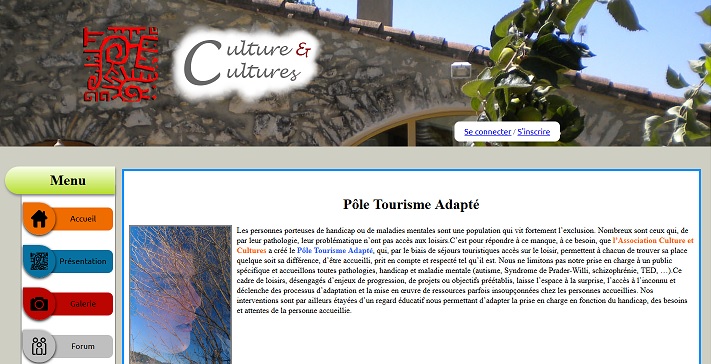 Culture &
Cultures
Se connecter / S'inscrire
Menu
Accueil
Présentation
Galerie
Forum
Pôle Tourisme Adapté
Les personnes porteuses de handicap ou de maladies mentales sont une population qui vit fortement l'exclusion. Nombreux sont ceux qui, de
par leur pathologie, leur problématique n'ont pas accès aux loisirs.C'est pour répondre à ce manque, à ce besoin, que l'Association Culture et
Cultures a créé le Pôle Tourisme Adapté, qui, par le biais de séjours touristiques accès sur le loisir, permettent à chacun de trouver sa place
quelque soit sa différence, d'être accueilli, prit en compte et respecté tel qu'il est. Nous ne limitons pas notre prise en charge à un public
spécifique et accueillons toutes pathologies, handicap et maladie mentale (autisme, Syndrome de Prader-Willi, schizophrénie, TED, …).Ce
cadre de loisirs, désengagés d'enjeux de progression, de projets ou objectifs préétablis, laisse l'espace à la surprise, l'accès à l'inconnu et
déclenche des processus d'adaptation et la mise en œuvre de ressources parfois insoupçonnées chez les personnes accueillies. Nos
interventions sont par ailleurs étayées d'un regard éducatif nous permettant d'adapter la prise en charge en fonction du handicap, des besoins
et attentes de la personne accueillie.